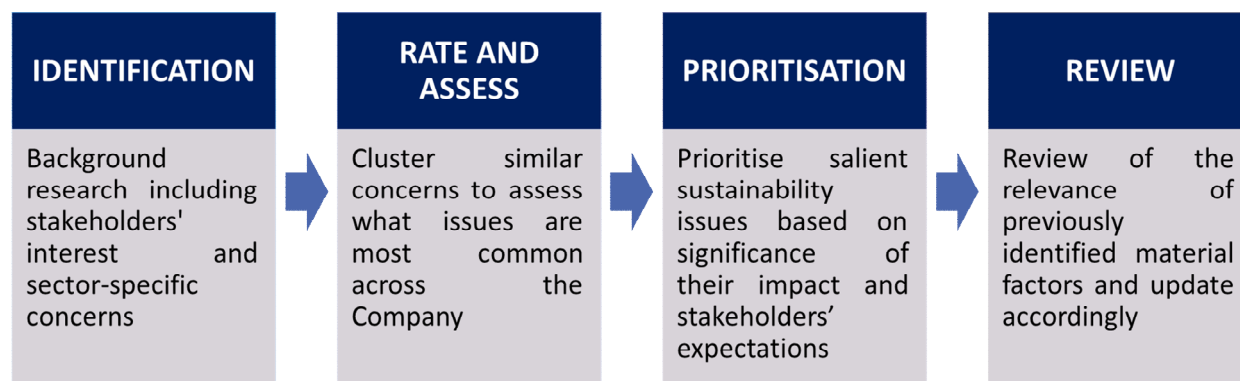 IDENTIFICATION
Background
research including
stakeholders'
interest and
sector-specific
concerns
RATE AND
ASSESS
Cluster similar
concerns to assess
what issues are
most common
across the
Company
PRIORITISATION
Prioritise salient
sustainability
issues based on
significance of
their impact and
stakeholders’
expectations
REVIEW
Review of the
relevance of
previously
identified material
factors and update
accordingly